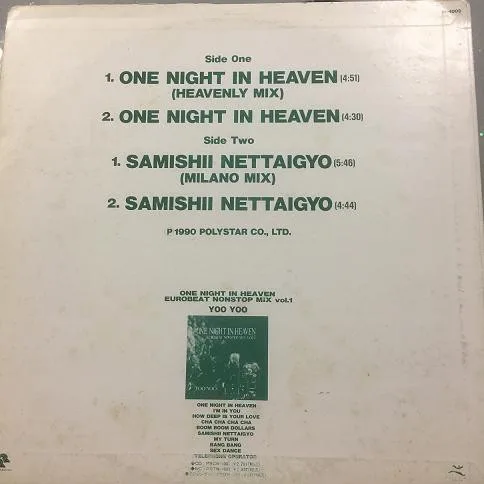 Side One
1. ONE NIGHT IN HEAVEN (4:51)
(HEAVENLY MIX)
2. ONE NIGHT IN HEAVEN (4:30)
Side Two
1. SAMISHII NETTAIGYO (5:46)
(MILANO MIX)
2. SAMISHII NETTAIGYO (4:44)
P 1990 POLYSTAR CO., LTD.
ONE NIGHT IN HEAVEN
EUROBEAT NONSTOP MIX vol.1
YOO YOO
ONE NIGHT IN HEAVEN
YOO YOO
ONE NIGHT IN HEAVEN
I'M IN YOU
HOW DEEP IS YOUR LOVE
CHA CHA CHA CHA
BOOM BOOM DOLLARS
SAMISHII NETTAIGYO
MY TURN
BANG BANG
SEX DANCE
TELEPHONE OPERATOR